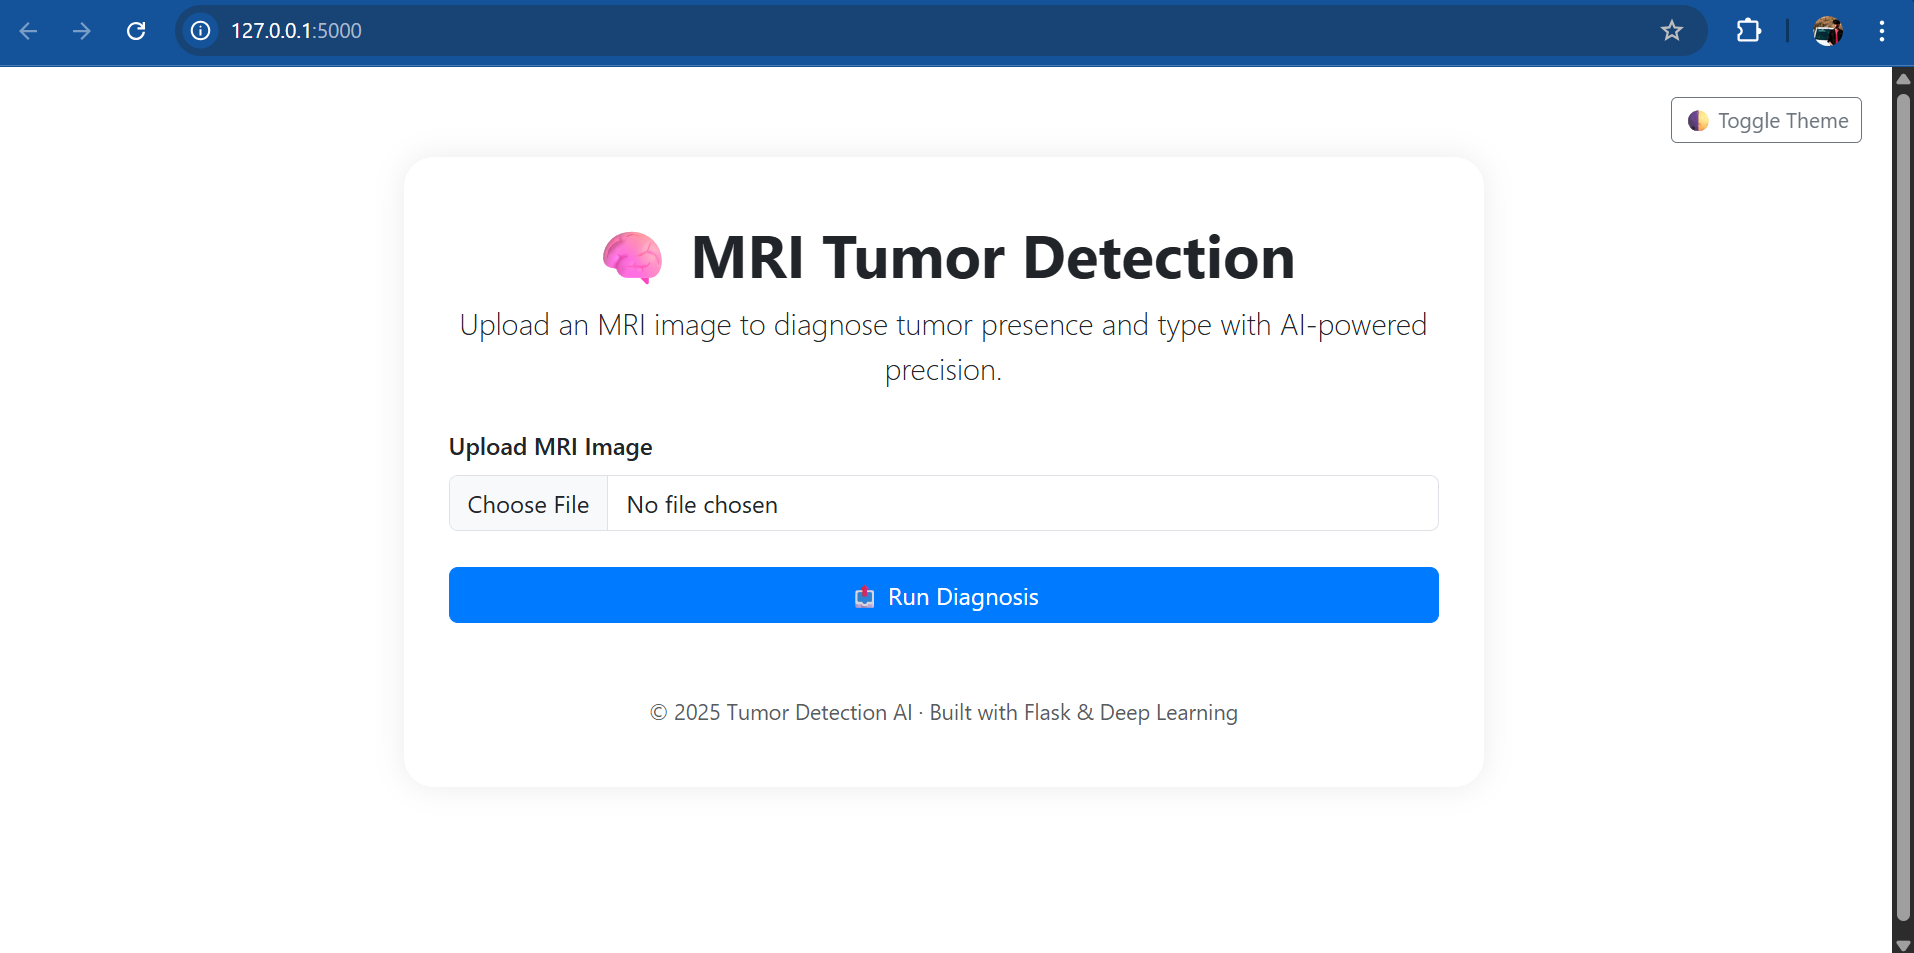 127.0.0.1:5000
Toggle Theme
MRI Tumor Detection
Upload an MRI image to diagnose tumor presence and type with AI-powered
precision.
Upload MRI Image
Choose File No file chosen
Run Diagnosis
© 2025 Tumor Detection AI · Built with Flask & Deep Learning